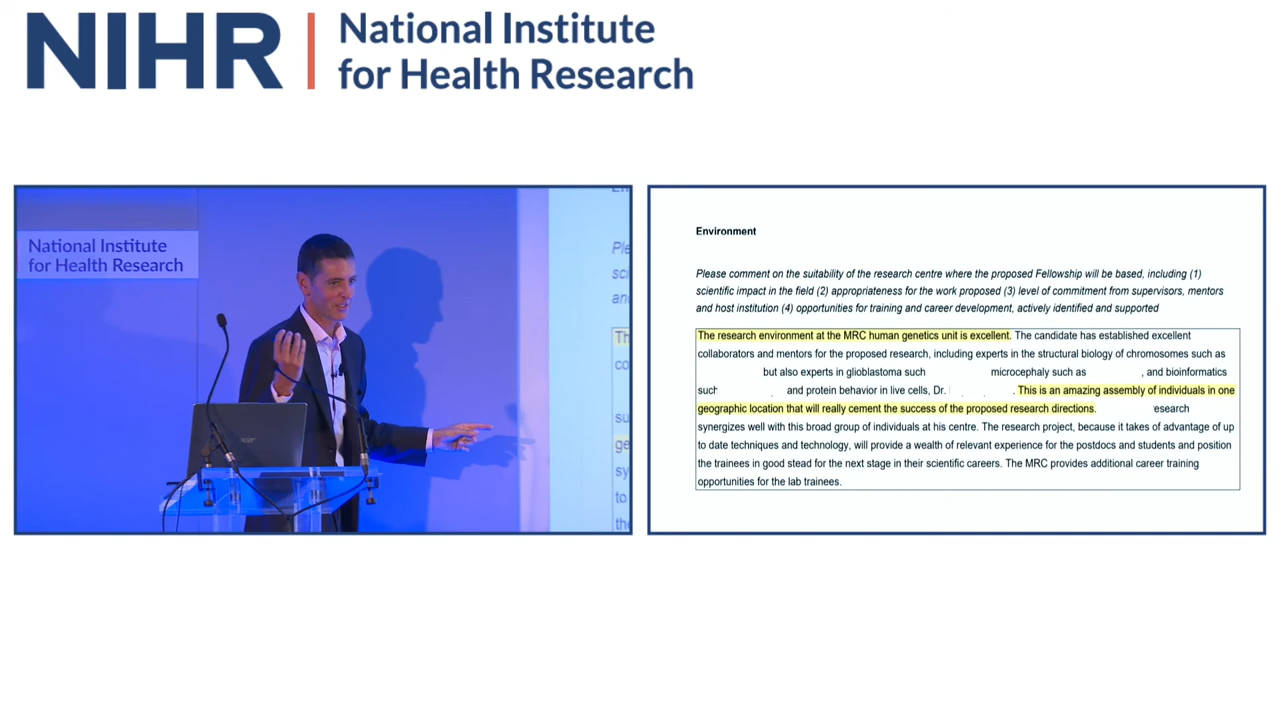 NIHR
National Institute
for Health Research
National Institute
for Health Research
Environment
Please comment on the suitability of the research centre where the proposed Fellowship will be based, including (1)
scientific impact in the field (2) appropriateness for the work proposed (3) level of commitment from supervisors, mentors
and host institution (4) opportunities for training and career development, actively identified and supported
The research environment at the MRC human genetics unit is excellent. The candidate has established excellent
collaborators and mentors for the proposed research, including experts in the structural biology of chromosomes such as
but also experts in glioblastoma such microcephaly such as , and bioinformatics
such and protein behavior in live cells, Dr. . This is an amazing assembly of individuals in one
geographic location that will really cement the success of the proposed research directions. esearch
synergizes well with this broad group of individuals at his centre. The research project, because it takes of advantage of up
to date techniques and technology, will provide a wealth of relevant experience for the postdocs and students and position
the trainees in good stead for the next stage in their scientific careers. The MRC provides additional career training
opportunities for the lab trainees.